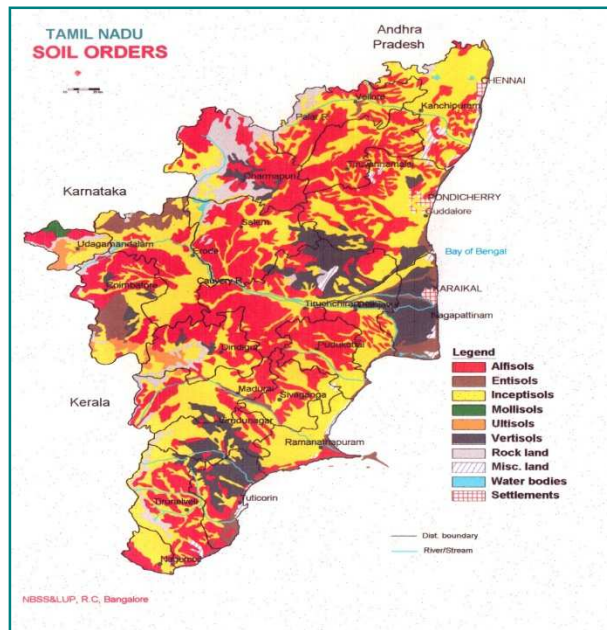 TAMIL NADU
SOIL ORDERS
Andhra
Pradesh
CHENNAI
Vellore
Kanchipuram
Palar R.
Dharmapuri
Karnataka
PONDICHERRY
Cuddalore
Salem
Udagamandalam
Erode
Bay of Bengal
Coimbatore
Cauvery R.
KARAIKAL
Tiruchchirappalli
Nagapattinam
Pudukottai
Dindigul
Kerala
Madurai
Sivaganga
Virudunagar
Ramanathapuram
Tuticorin
Tirunelveli
Legend
Alfisols
Entisols
Inceptisols
Mollisols
Ultisols
Vertisols
Rock land
Misc. land
Water bodies
Settlements
Dist. boundary
River/Stream
NBSS&LUP, R.C, Bangalore